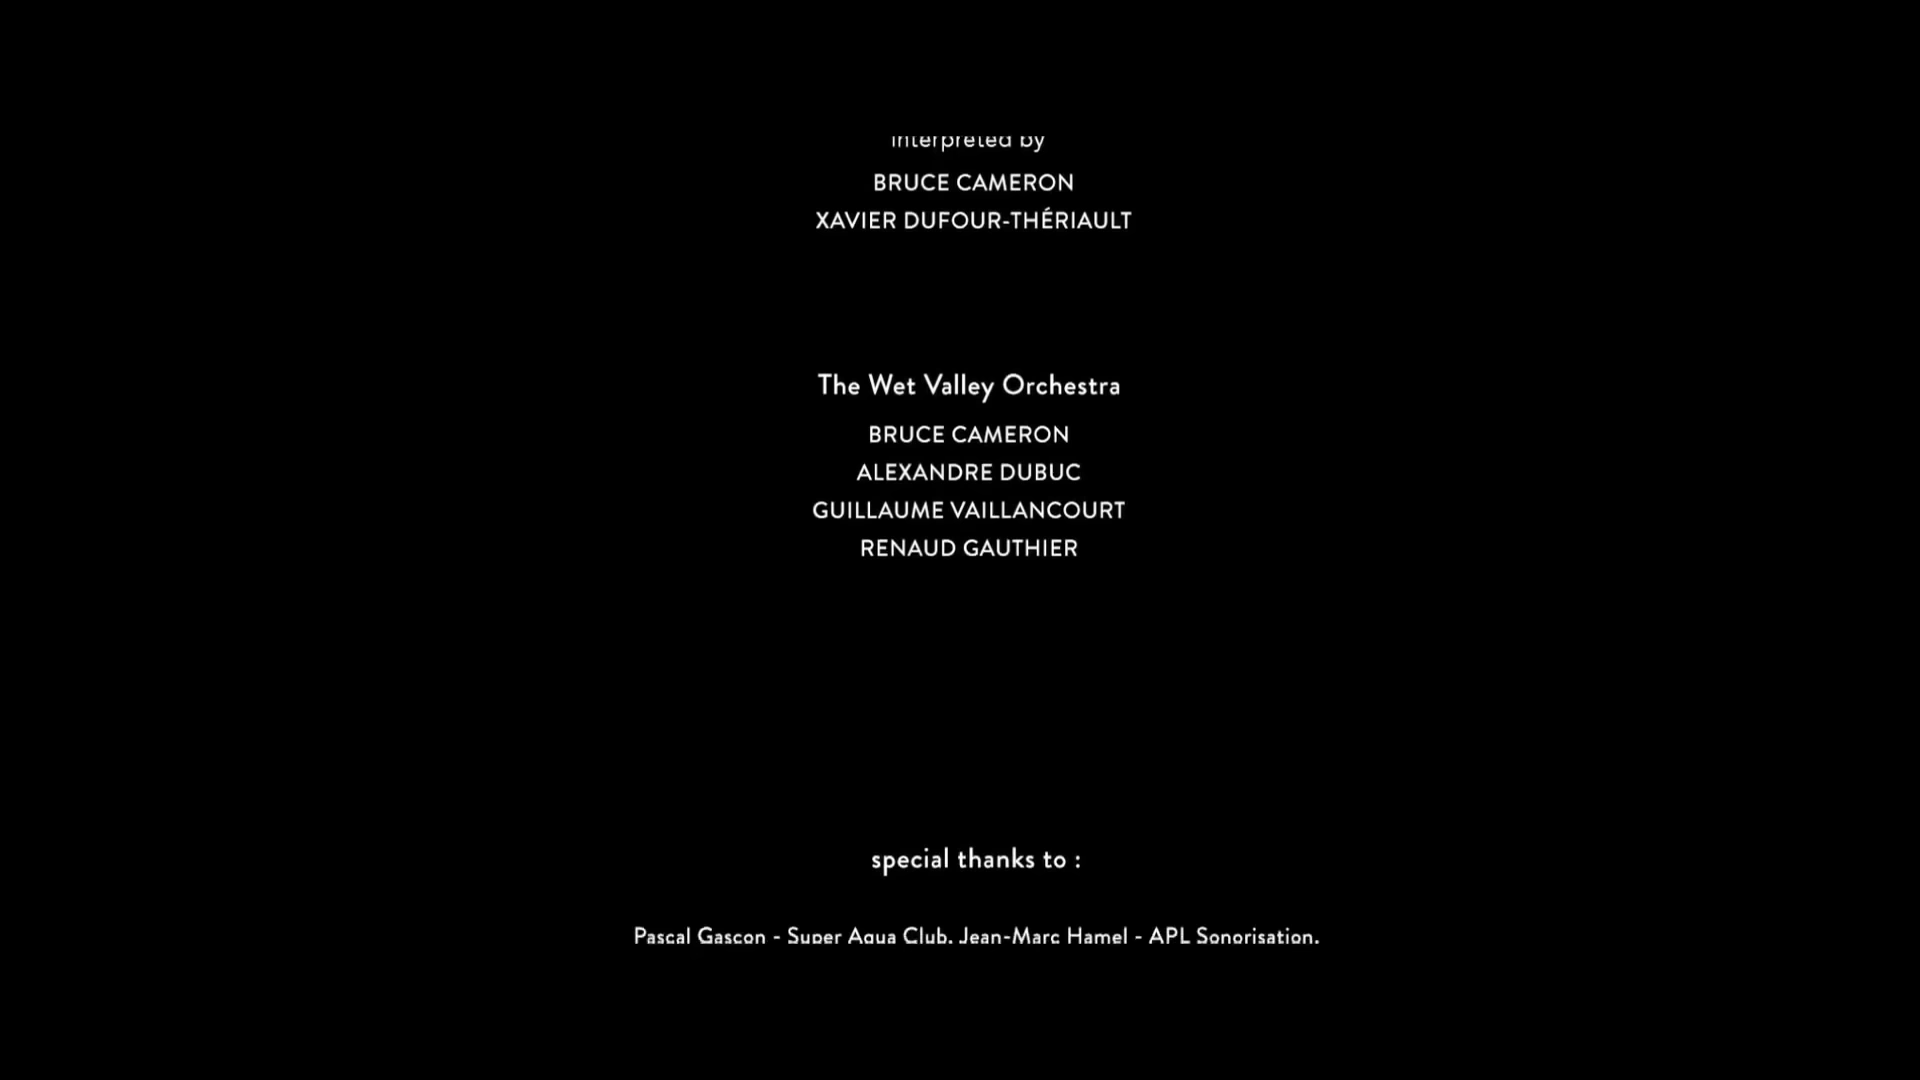 interpreted by
BRUCE CAMERON
XAVIER DUFOUR-THÉRIAULT
The Wet Valley Orchestra
BRUCE CAMERON
ALEXANDRE DUBUC
GUILLAUME VAILLANCOURT
RENAUD GAUTHIER
special thanks to :
Pascal Gascon - Super Aqua Club, Jean-Marc Hamel - APL Sonorisation,